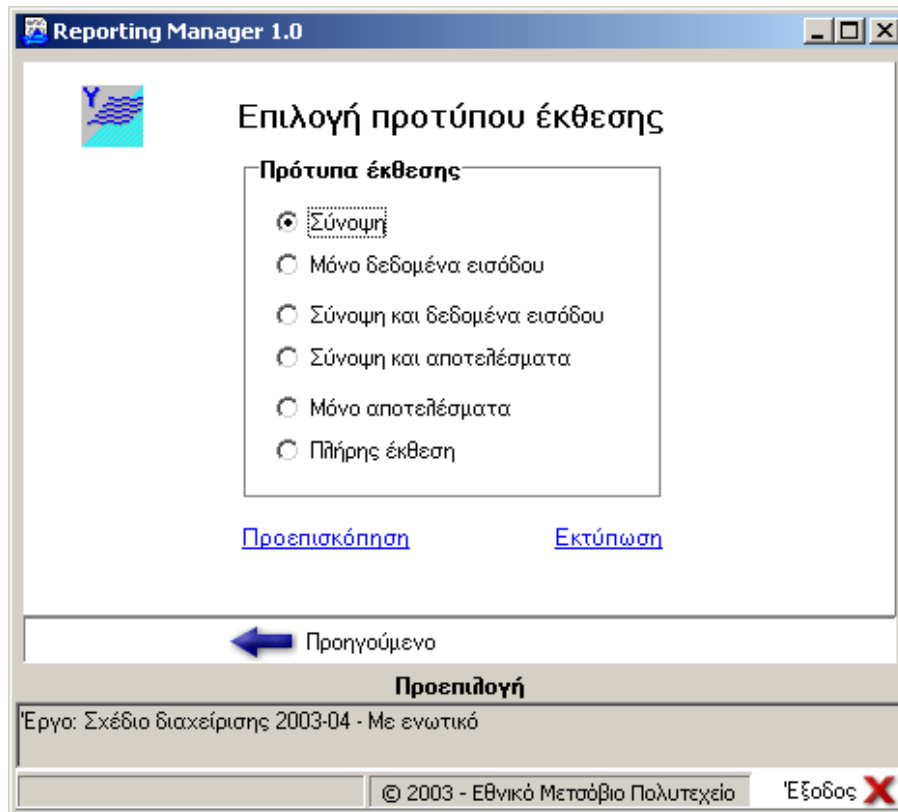 Reporting Manager 1.0
Υ
Επιλογή προτύπου έκθεσης
Πρότυπα έκθεσης
Σύνοψη
Μόνο δεδομένα εισόδου
Σύνοψη και δεδομένα εισόδου
Σύνοψη και αποτελέσματα
Μόνο αποτελέσματα
Πλήρης έκθεση
Προεπισκόπηση Εκτύπωση
Προηγούμενο
Προεπιλογή
Έργο: Σχέδιο διαχείρισης 2003-04 - Με ενωτικό
© 2003 - Εθνικό Μετσόβιο Πολυτεχείο Έξοδος